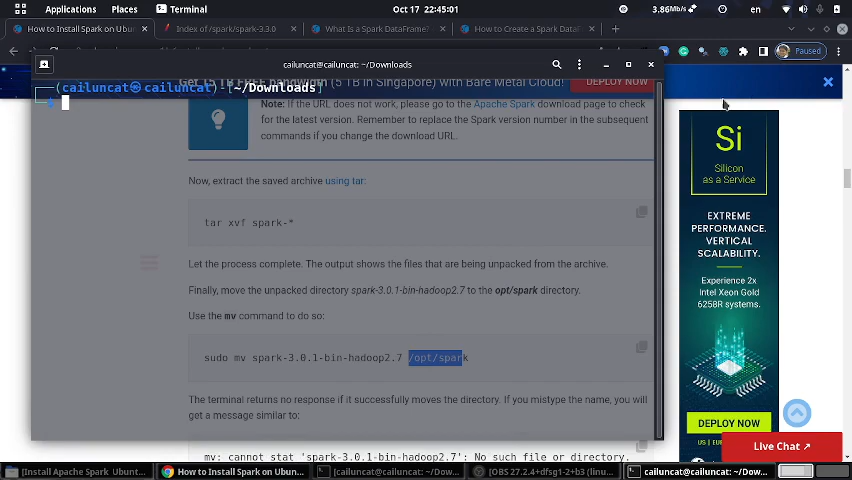 Applications Places Terminal Oct 17 22:45:01 3.86Mb/s en
How to Install Spark on Ubun
Index of /spark/spark-3.3.0
What Is a Spark DataFrame?
How to Create a Spark Dat
Paused
cailuncat@cailuncat: ~/Downloads
Get 15 TB FREE bandwidth (5 TB in Singapore) with Bare Metal Cloud! DEPLOY NOW
(cailuncat㉿cailuncat)-[~/Downloads]
Note: If the URL does not work, please go to the Apache Spark download page to check
for the latest version. Remember to replace the Spark version number in the subsequent
commands if you change the download URL.
Now, extract the saved archive using tar:
tar xvf spark-*
Let the process complete. The output shows the files that are being unpacked from the archive.
Finally, move the unpacked directory spark-3.0.1-bin-hadoop2.7 to the opt/spark directory.
Use the mv command to do so:
sudo mv spark-3.0.1-bin-hadoop2.7 /opt/spark
The terminal returns no response if it successfully moves the directory. If you mistype the name, you will
get a message similar to:
mv: cannot stat 'spark-3.0.1-bin-hadoop2.7': No such file or directory.
Si
Silicon
as a Service
EXTREME
PERFORMANCE.
VERTICAL
SCALABILITY.
Experience 2x
Intel Xeon Gold
6258R servers.
DEPLOY NOW
Live Chat ↗
[Install Apache Spark Ubunt...
How to Install Spark on Ubun...
[cailuncat@cailuncat: ~/Dow...
[OBS 27.2.4+dfsg1-2+b3 (linu...
cailuncat@cailuncat: ~/Dow...